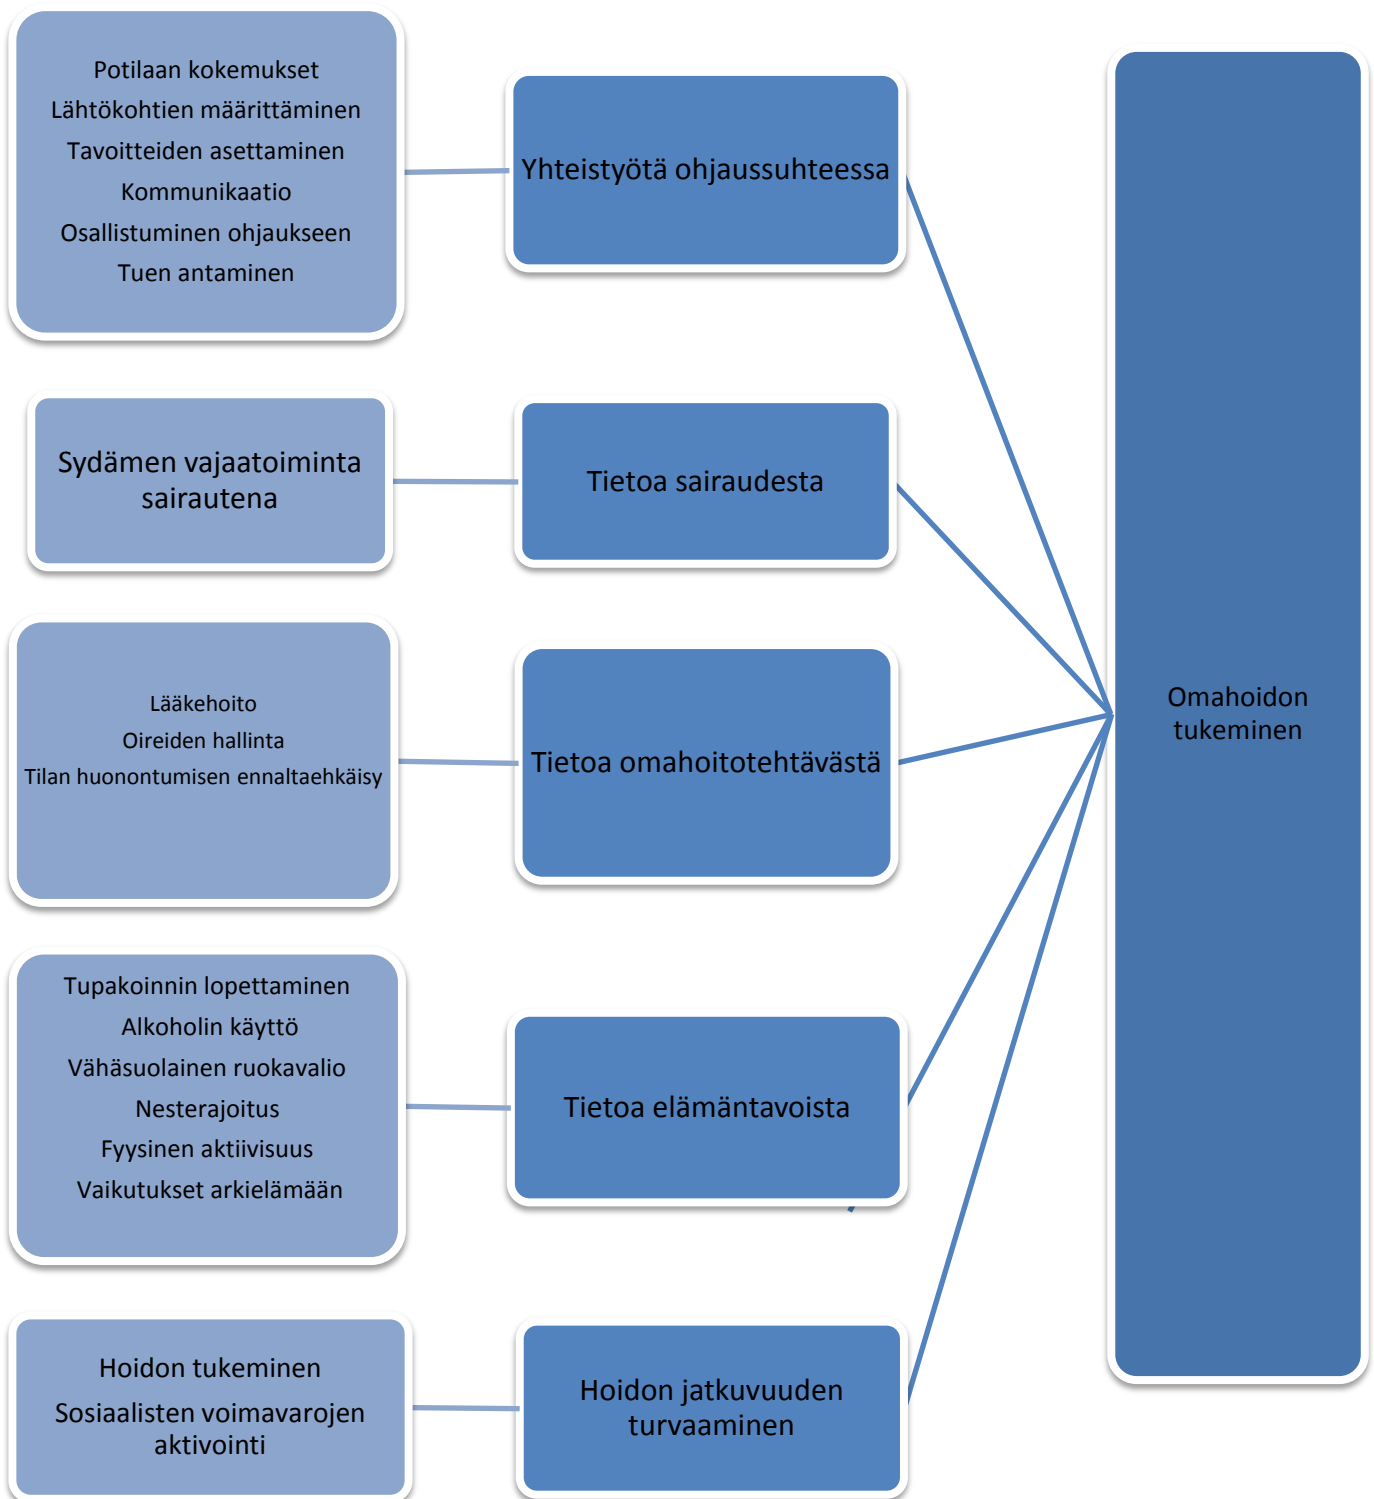 Potilaan kokemukset
Lähtökohtien määrittäminen
Tavoitteiden asettaminen
Kommunikaatio
Osallistuminen ohjaukseen
Tuen antaminen
Yhteistyötä ohjaussuhteessa
Sydämen vajaatoiminta
sairautena
Tietoa sairaudesta
Lääkehoito
Oireiden hallinta
Tilan huonontumisen ennaltaehkäisy
Tietoa omahoitotehtävästä
Tupakoinnin lopettaminen
Alkoholin käyttö
Vähäsuolainen ruokavalio
Nesterajoitus
Fyysinen aktiivisuus
Vaikutukset arkielämään
Tietoa elämäntavoista
Hoidon tukeminen
Sosiaalisten voimavarojen
aktivointi
Hoidon jatkuvuuden
turvaaminen
Omahoidon
tukeminen